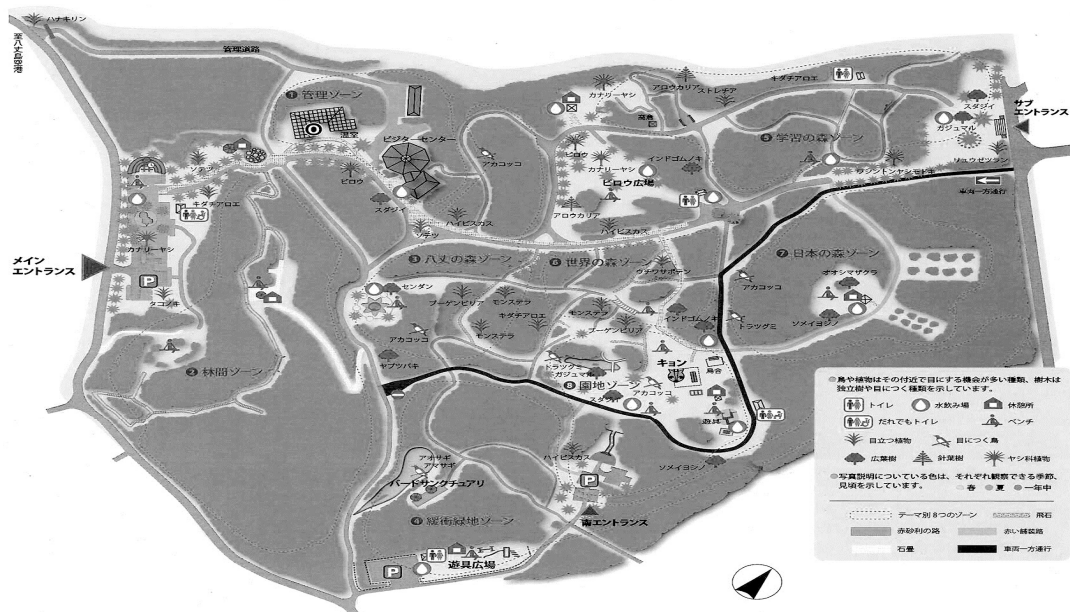 ハナキリン
至八丈島空港
管理道路
❶管理ゾーン
温室
ビジターセンター
アカコッコ
ビロウ
スダジイ
ソテツ
ハイビスカス
ソテツ
キダチアロエ
カナリーヤシ
メイン
エントランス
P
タコノキ
❷林間ゾーン
カナリーヤシ
アロウカリア
ストレチア
キダチアロエ
スダジイ
ガジュマル
サブ
エントランス
リュウゼツラン
❺学習の森ゾーン
ワシントンヤシモドキ
車両一方通行
ビロウ
カナリーヤシ
インドゴムノキ
ビロウ広場
アロウカリア
ハイビスカス
❸八丈の森ゾーン
❻世界の森ゾーン
ウチワサボテン
❼日本の森ゾーン
オオシマザクラ
アカコッコ
ソメイヨシノ
トラツグミ
センダン
ブーゲンビリア
モンステラ
キダチアロエ
モンステラ
モンステラ
ブーゲンビリア
インドゴムノキ
アカコッコ
ヤブツバキ
トラツグミ
ガジュマル
キョン
鳥舎
❽園地ゾーン
アカコッコ
スダジイ
遊具
ソメイヨシノ
ハイビスカス
アオサギ
アマサギ
バードサンクチュアリ
P
南エントランス
❹緩衝緑地ゾーン
P
遊具広場
●鳥や植物はその付近で目にする機会が多い種類、樹木は
独立樹や目につく種類を示しています。
トイレ
水飲み場
休憩所
だれでもトイレ
ベンチ
目立つ植物
目につく鳥
広葉樹
針葉樹
ヤシ科植物
●写真説明についている色は、それぞれ観察できる季節、
見頃を示しています。
春
夏
一年中
テーマ別8つのゾーン
飛石
赤砂利の路
赤い舗装路
石畳
車両一方通行